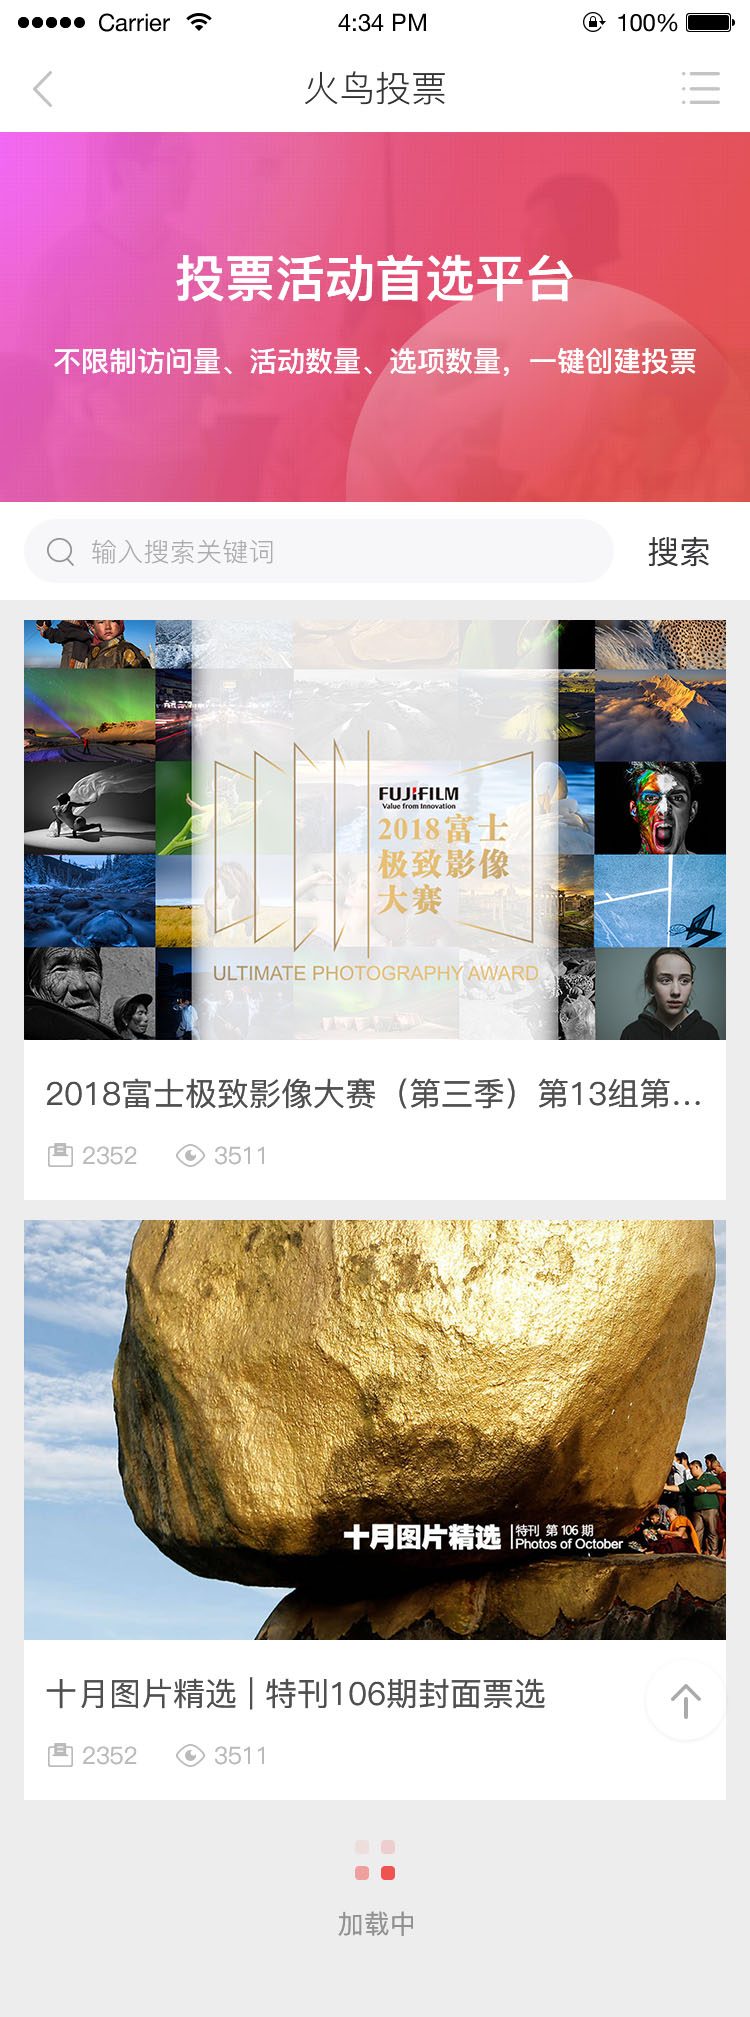 Carrier 4:34 PM 100%
火鸟投票
投票活动首选平台
不限制访问量、活动数量、选项数量，一键创建投票
输入搜索关键词 搜索
FUJIFILM
Value from Innovation
2018富士
极致影像
大赛
ULTIMATE PHOTOGRAPHY AWARD
2018富士极致影像大赛（第三季）第13组第...
2352 3511
十月图片精选 | 特刊 第106期
Photos of October
十月图片精选 | 特刊106期封面票选
2352 3511
加载中